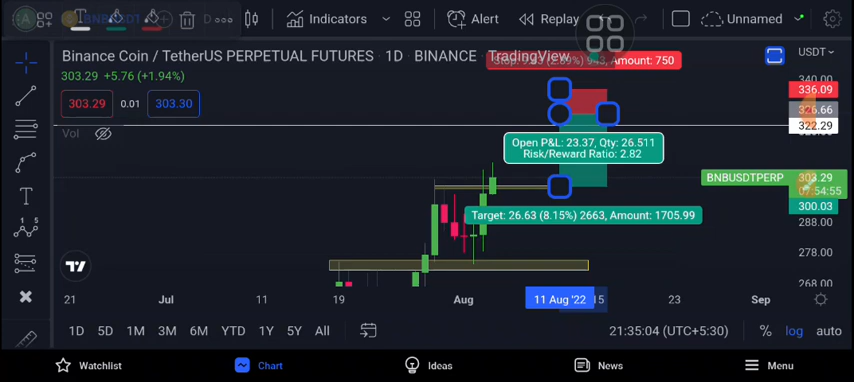 BNBUSDT
D
Indicators
Alert
Replay
Unnamed
Binance Coin / TetherUS PERPETUAL FUTURES · 1D · BINANCE · TradingView
USDT
303.29 +5.76 (+1.94%)
303.29
0.01
303.30
Vol
Amount: 750
340.00
336.09
326.66
322.29
Open P&L: 23.37, Qty: 26.511
Risk/Reward Ratio: 2.82
BNBUSDTPERP
303.29
07:54:55
300.03
Target: 26.63 (8.15%) 2663, Amount: 1705.99
288.00
278.00
268.00
21
Jul
11
19
Aug
11 Aug '22
15
23
Sep
1D
5D
1M
3M
6M
YTD
1Y
5Y
All
21:35:04 (UTC+5:30)
%
log
auto
Watchlist
Chart
Ideas
News
Menu